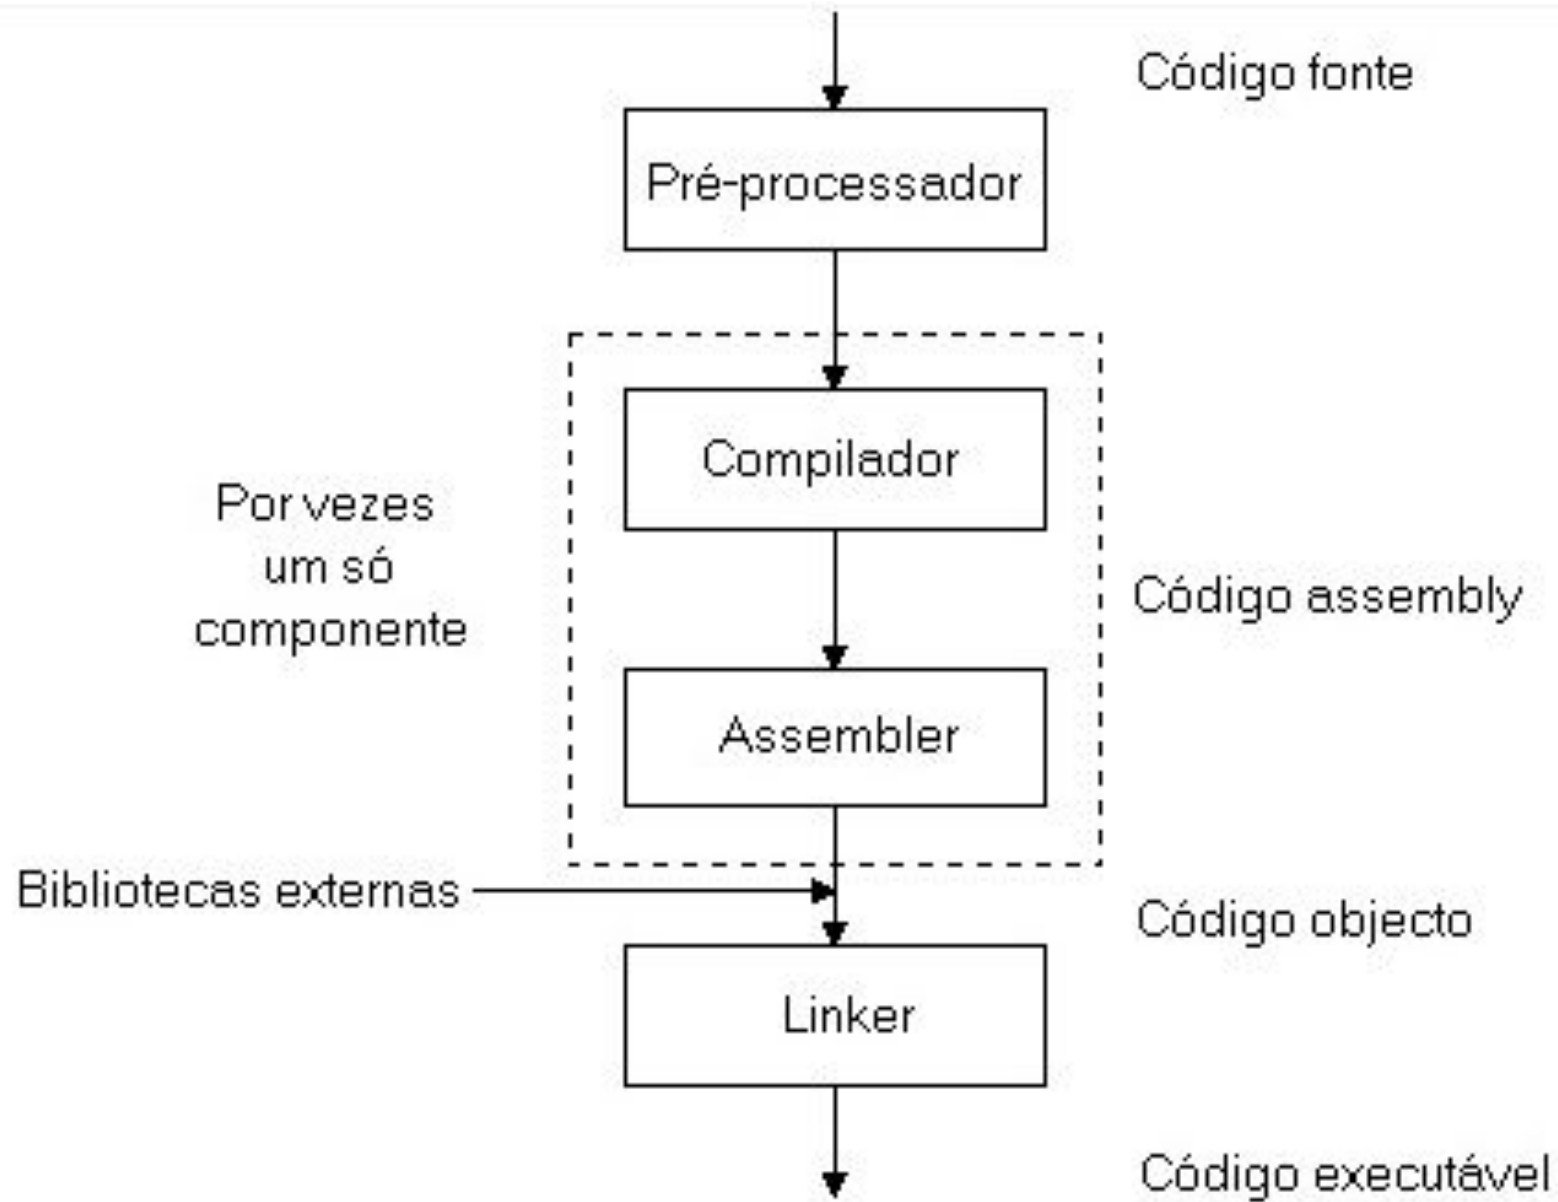 Código fonte
Pré-processador
Compilador
Por vezes
um só
componente
Código assembly
Assembler
Bibliotecas externas
Código objecto
Linker
Código executável